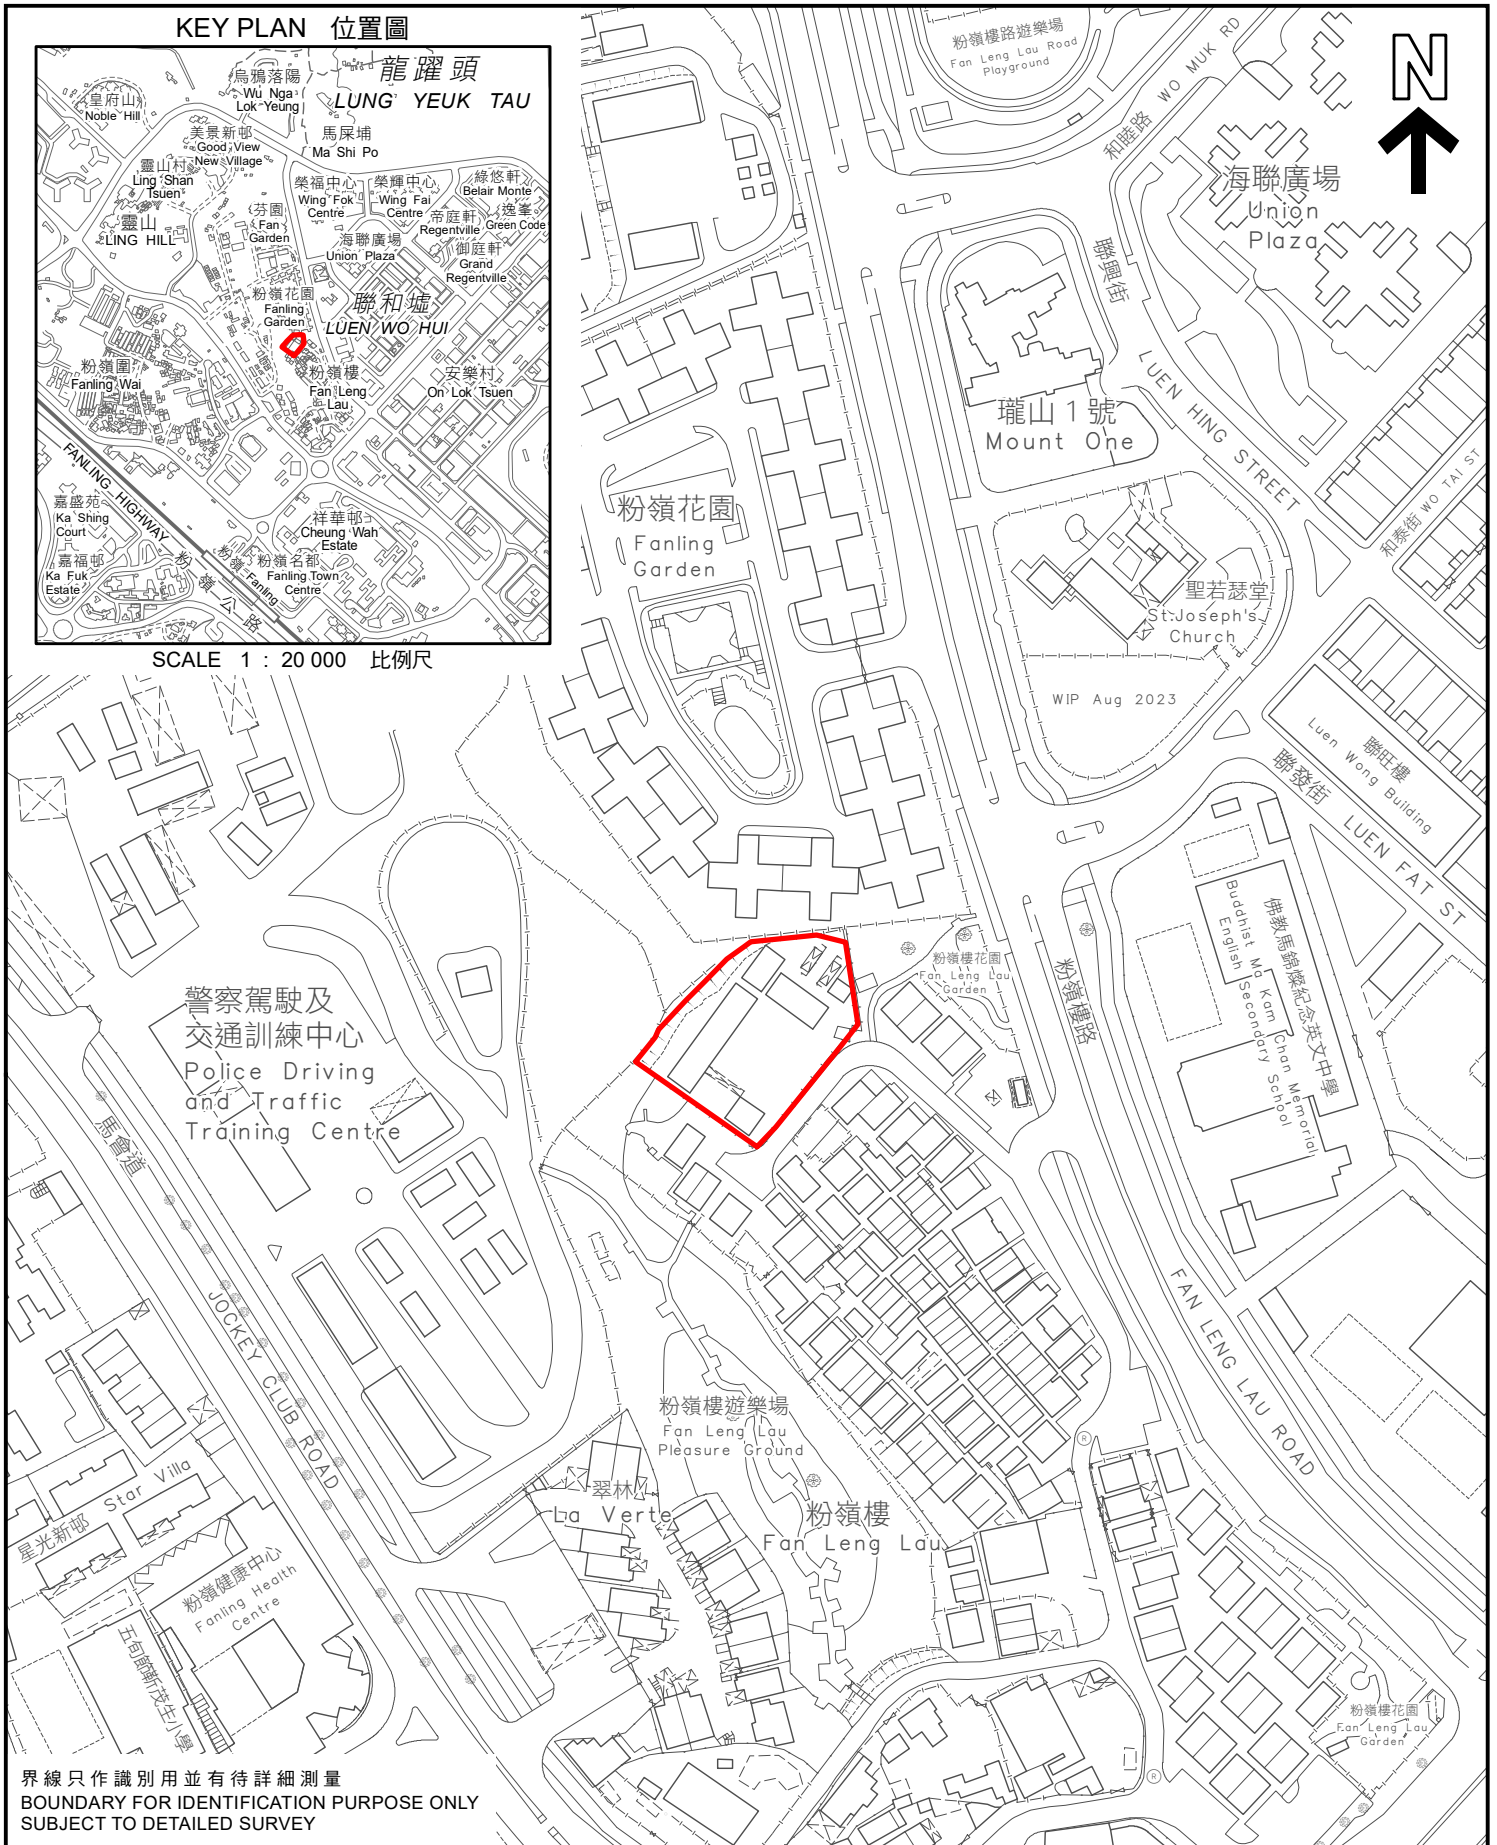 KEY PLAN 位置圖
烏鴉落陽
Wu Nga
Lok Yeung
龍躍頭
LUNG YEUK TAU
皇府山
Noble Hill
馬屎埔
Ma Shi Po
美景新邨
Good View
New Village
靈山村
Ling Shan
Tsuen
榮福中心
Wing Fok
Centre
榮輝中心
Wing Fai
Centre
綠悠軒
Belair Monte
逸峯
Green Code
帝庭軒
Regentville
芬園
Fan
Garden
靈山
LING HILL
海聯廣場
Union Plaza
御庭軒
Grand
Regentville
粉嶺花園
Fanling
Garden
聯和墟
LUEN WO HUI
粉嶺圍
Fanling Wai
粉嶺樓
Fan Leng
Lau
安樂村
On Lok Tsuen
FANLING HIGHWAY
粉嶺公路
嘉盛苑
Ka Shing
Court
祥華邨
Cheung Wah
Estate
嘉福邨
Ka Fuk
Estate
粉嶺
Fanling
粉嶺名都
Fanling Town
Centre
SCALE 1 : 20 000 比例尺
粉嶺樓路遊樂場
Fan Leng Lau Road
Playground
和睦路 WO MUK RD
N
海聯廣場
Union
Plaza
聯興街
LUEN HING STREET
瓏山1號
Mount One
粉嶺花園
Fanling
Garden
和泰街 WO TAI ST
聖若瑟堂
St.Joseph's
Church
WIP Aug 2023
聯旺樓
Luen Wong Building
聯發街
LUEN FAT ST
佛教馬錦燦紀念英文中學
Buddhist Ma Kam Chan Memorial
English Secondary School
粉嶺樓花園
Fan Leng Lau
Garden
粉嶺樓路
FAN LENG LAU ROAD
警察駕駛及
交通訓練中心
Police Driving
and Traffic
Training Centre
馬會道
JOCKEY CLUB ROAD
粉嶺樓遊樂場
Fan Leng Lau
Pleasure Ground
翠林
La Verte
粉嶺樓
Fan Leng Lau
星光新邨
Star Villa
粉嶺健康中心
Fanling Health
Centre
五旬節靳茂生小學
粉嶺樓花園
Fan Leng Lau
Garden
R
R
界線只作識別用並有待詳細測量
BOUNDARY FOR IDENTIFICATION PURPOSE ONLY
SUBJECT TO DETAILED SURVEY